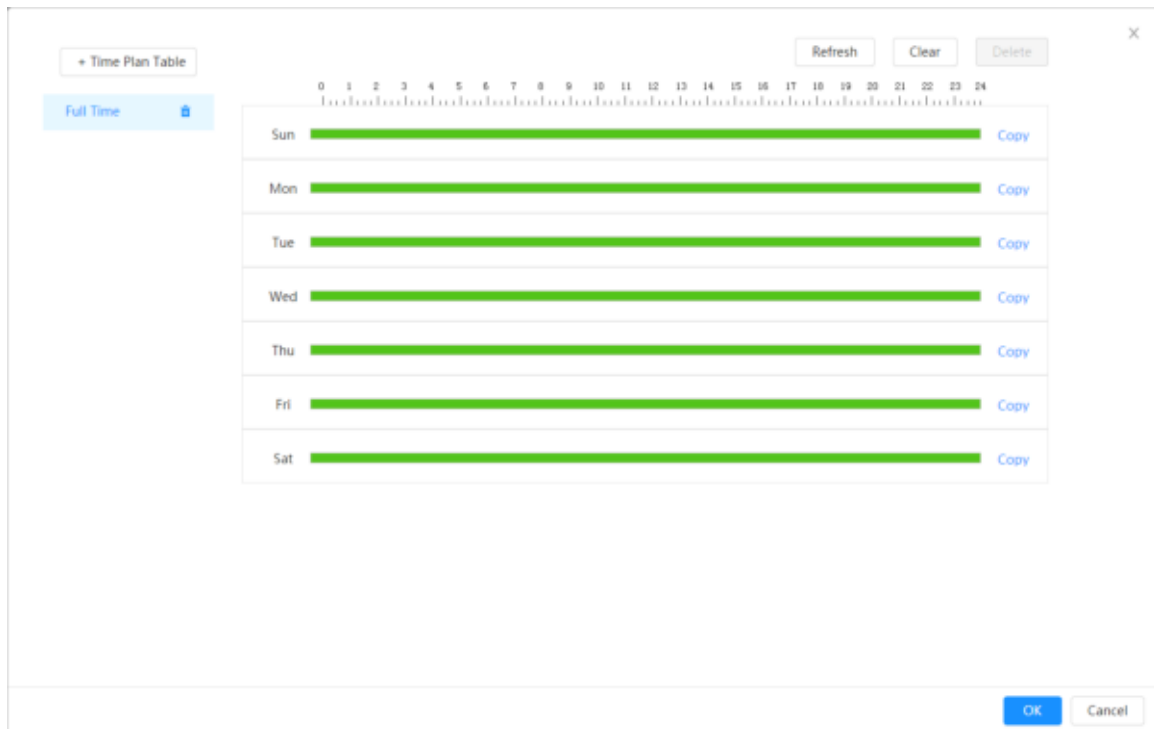 + Time Plan Table
Refresh Clear Delete
Full Time
0 1 2 3 4 5 6 7 8 9 10 11 12 13 14 15 16 17 18 19 20 21 22 23 24
Sun Copy
Mon Copy
Tue Copy
Wed Copy
Thu Copy
Fri Copy
Sat Copy
OK Cancel